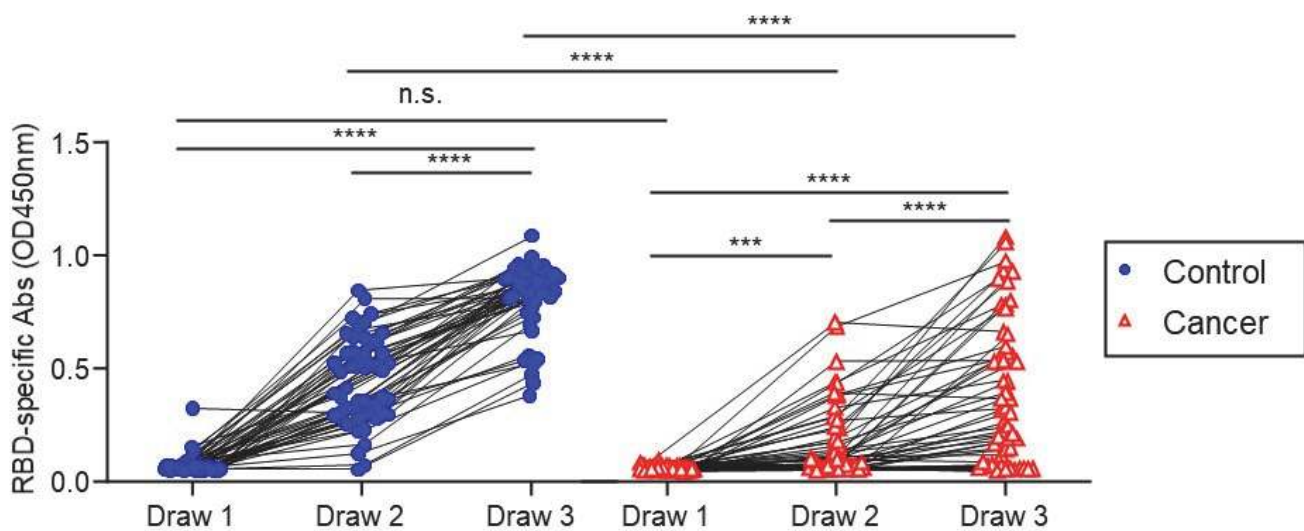 ****
****
n.s.
****
****
****
****
***
RBD-specific Abs (OD450nm)
1.5
1.0
0.5
0.0
Draw 1 Draw 2 Draw 3 Draw 1 Draw 2 Draw 3
Control
Cancer